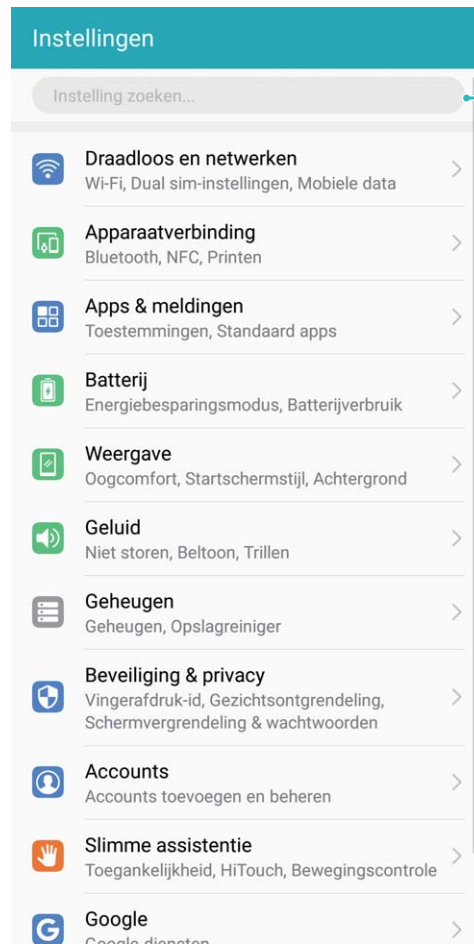 Instellingen
Instelling zoeken...
Draadloos en netwerken
Wi-Fi, Dual sim-instellingen, Mobiele data
Apparaatverbinding
Bluetooth, NFC, Printen
Apps & meldingen
Toestemmingen, Standaard apps
Batterij
Energiebesparingsmodus, Batterijverbruik
Weergave
Oogcomfort, Startschermstijl, Achtergrond
Geluid
Niet storen, Beltoon, Trillen
Geheugen
Geheugen, Opslagreiniger
Beveiliging & privacy
Vingerafdruk-id, Gezichtsontgrendeling,
Schermvergrendeling & wachtwoorden
Accounts
Accounts toevoegen en beheren
Slimme assistentie
Toegankelijkheid, HiTouch, Bewegingscontrole
Google
Google diensten